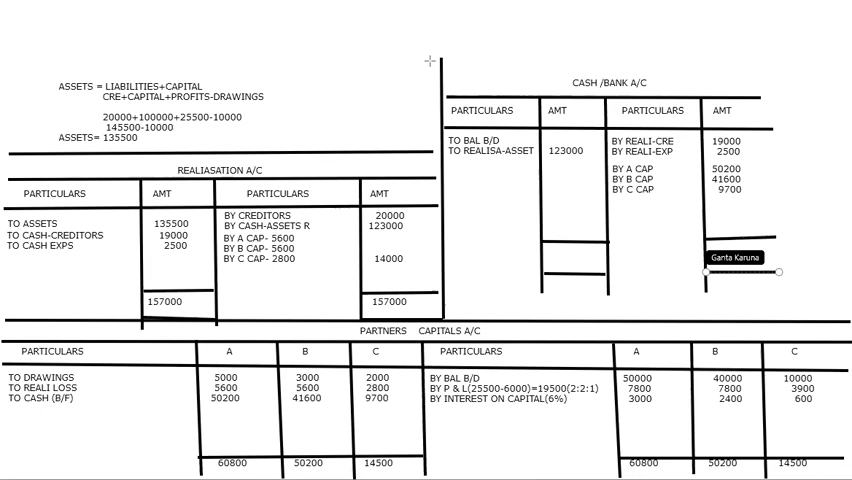 ASSETS = LIABILITIES+CAPITAL
CRE+CAPITAL+PROFITS-DRAWINGS
20000+100000+25500-10000
145500-10000
ASSETS= 135500
REALIASATION A/C
PARTICULARS AMT PARTICULARS AMT
TO ASSETS 135500 BY CREDITORS 20000
TO CASH-CREDITORS 19000 BY CASH-ASSETS R 123000
TO CASH EXPS 2500 BY A CAP- 5600
BY B CAP- 5600
BY C CAP- 2800 14000
157000 157000
CASH /BANK A/C
PARTICULARS AMT PARTICULARS AMT
TO BAL B/D BY REALI-CRE 19000
TO REALISA-ASSET 123000 BY REALI-EXP 2500
BY A CAP 50200
BY B CAP 41600
BY C CAP 9700
Ganta Karuna
PARTNERS CAPITALS A/C
PARTICULARS A B C PARTICULARS A B C
TO DRAWINGS 5000 3000 2000 BY BAL B/D 50000 40000 10000
TO REALI LOSS 5600 5600 2800 BY P & L(25500-6000)=19500(2:2:1) 7800 7800 3900
TO CASH (B/F) 50200 41600 9700 BY INTEREST ON CAPITAL(6%) 3000 2400 600
60800 50200 14500 60800 50200 14500